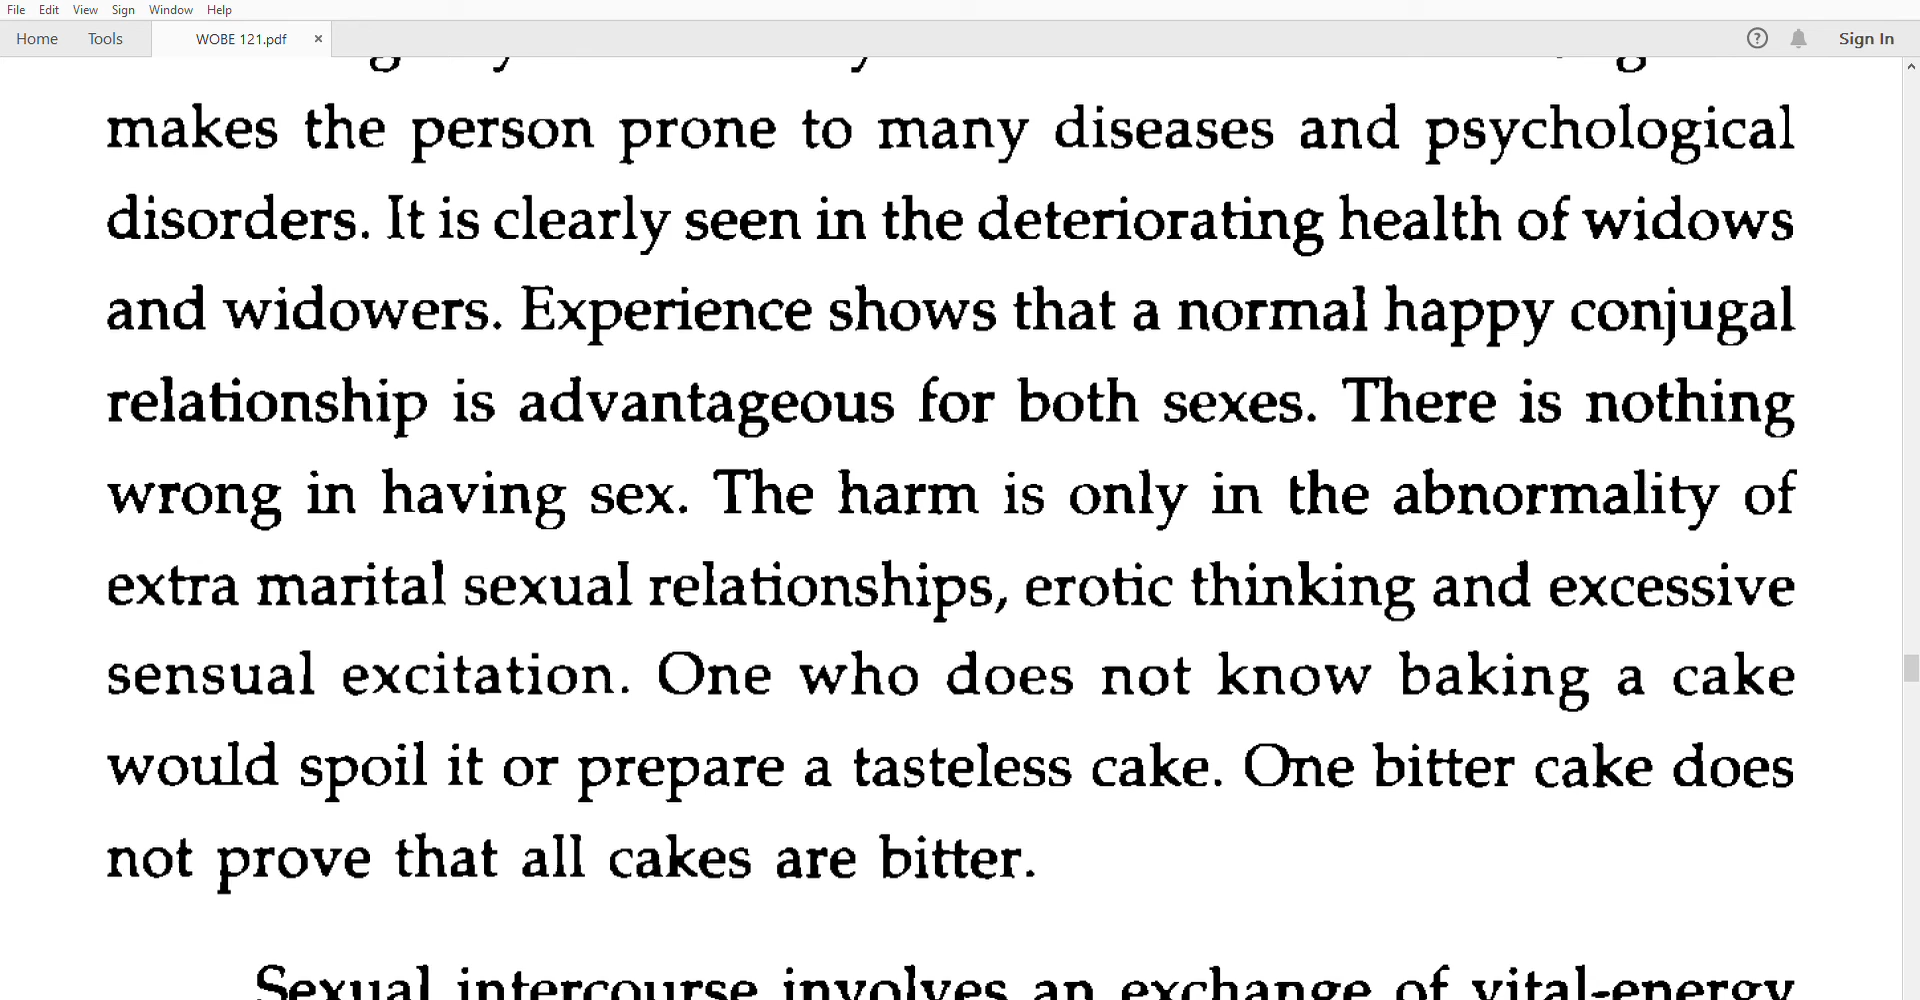 File Edit View Sign Window Help
Home Tools WOBE 121.pdf × ? Sign In
makes the person prone to many diseases and psychological
disorders. It is clearly seen in the deteriorating health of widows
and widowers. Experience shows that a normal happy conjugal
relationship is advantageous for both sexes. There is nothing
wrong in having sex. The harm is only in the abnormality of
extra marital sexual relationships, erotic thinking and excessive
sensual excitation. One who does not know baking a cake
would spoil it or prepare a tasteless cake. One bitter cake does
not prove that all cakes are bitter.
Sexual intercourse involves an exchange of vital-energy